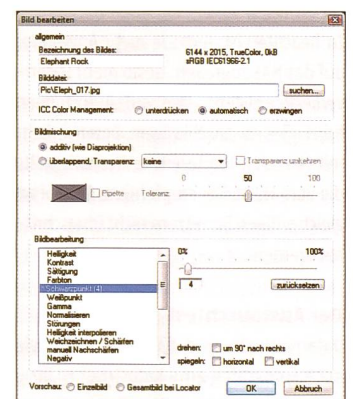 Bild bearbeiten
allgemein
Bezeichnung des Bildes:
6144 x 2015, TrueColor, 0kB
Elephant Rock
sRGB IEC61966-2.1
Bilddatei:
Pic\Eleph_017.jpg
suchen...
ICC Color Management: unterdrücken automatisch erzwingen
Bildmischung
additiv (wie Diaprojektion)
überlappend, Transparenz: keine Transparenz umkehren
0 50 100
Pipette Toleranz:
Bildbearbeitung
Helligkeit
Kontrast
Sättigung
Farbton
Schwarzpunkt (4)
Weißpunkt
Gamma
Normalisieren
Störungen
Helligkeit interpolieren
Weichzeichnen / Schärfen
manuell Nachschärfen
Negativ
0% 100%
4 zurücksetzen
drehen: um 90° nach rechts
spiegeln: horizontal vertikal
Vorschau: Einzelbild Gesamtbild bei Locator OK Abbruch